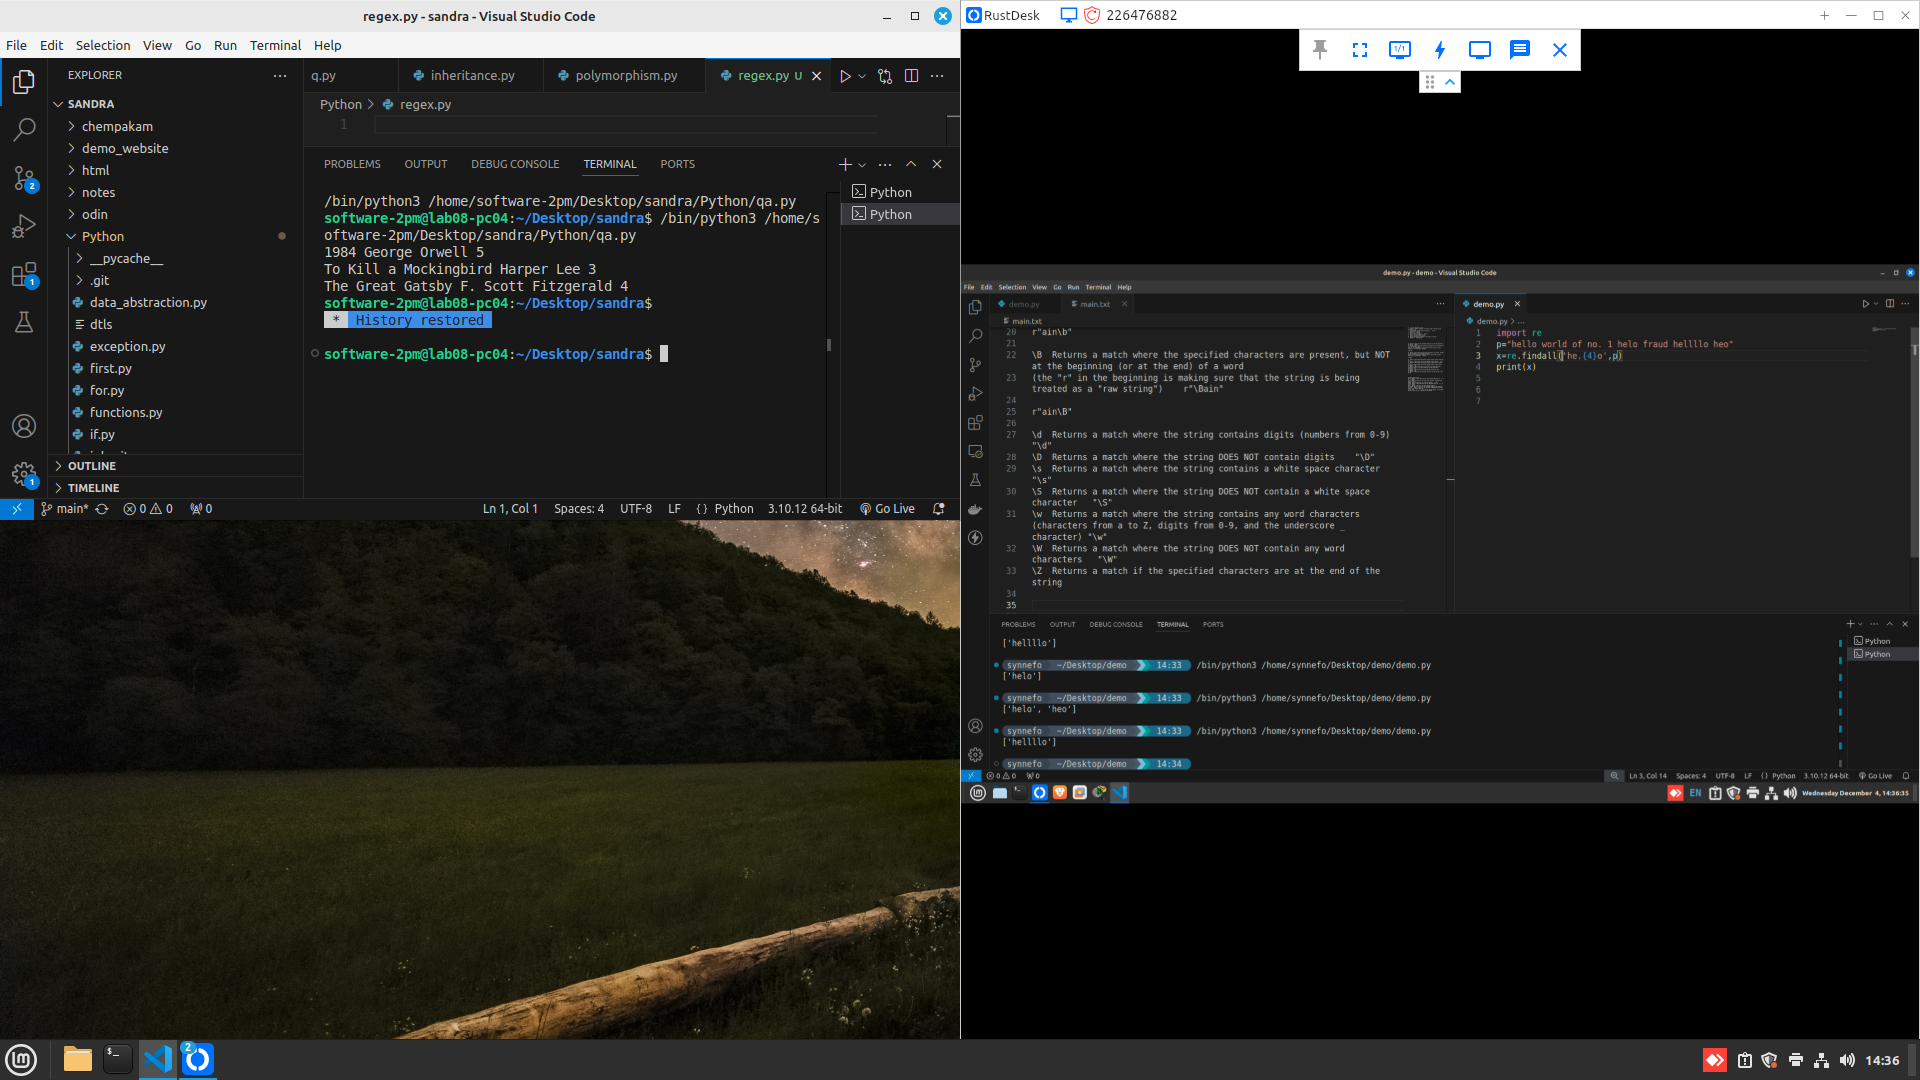 regex.py - sandra - Visual Studio Code
File Edit Selection View Go Run Terminal Help
EXPLORER
SANDRA
chempakam
demo_website
html
notes
odin
Python
__pycache__
.git
data_abstraction.py
dtls
exception.py
first.py
for.py
functions.py
if.py
OUTLINE
TIMELINE
2
1
1
q.py inheritance.py polymorphism.py regex.py U
Python > regex.py
1
PROBLEMS OUTPUT DEBUG CONSOLE TERMINAL PORTS
/bin/python3 /home/software-2pm/Desktop/sandra/Python/qa.py
software-2pm@lab08-pc04:~/Desktop/sandra$ /bin/python3 /home/s
oftware-2pm/Desktop/sandra/Python/qa.py
1984 George Orwell 5
To Kill a Mockingbird Harper Lee 3
The Great Gatsby F. Scott Fitzgerald 4
software-2pm@lab08-pc04:~/Desktop/sandra$
* History restored
software-2pm@lab08-pc04:~/Desktop/sandra$
Python
Python
main* 0 0 0 Ln 1, Col 1 Spaces: 4 UTF-8 LF Python 3.10.12 64-bit Go Live
RustDesk 226476882
1/1
demo.py - demo - Visual Studio Code
File Edit Selection View Go Run Terminal Help
demo.py main.txt
main.txt
20 r"ain\b"
21
22 \B Returns a match where the specified characters are present, but NOT
at the beginning (or at the end) of a word
23 (the "r" in the beginning is making sure that the string is being
treated as a "raw string") r"\Bain"
24
25 r"ain\B"
26
27 \d Returns a match where the string contains digits (numbers from 0-9)
"\d"
28 \D Returns a match where the string DOES NOT contain digits "\D"
29 \s Returns a match where the string contains a white space character
"\s"
30 \S Returns a match where the string DOES NOT contain a white space
character "\S"
31 \w Returns a match where the string contains any word characters
(characters from a to Z, digits from 0-9, and the underscore _
character) "\w"
32 \W Returns a match where the string DOES NOT contain any word
characters "\W"
33 \Z Returns a match if the specified characters are at the end of the
string
34
35
demo.py
demo.py > ...
1 import re
2 p="hello world of no. 1 helo fraud hellllo heo"
3 x=re.findall('he.{4}o',p)
4 print(x)
5
6
7
PROBLEMS OUTPUT DEBUG CONSOLE TERMINAL PORTS
['hellllo']
synnefo ~/Desktop/demo 14:33 /bin/python3 /home/synnefo/Desktop/demo/demo.py
['helo']
synnefo ~/Desktop/demo 14:33 /bin/python3 /home/synnefo/Desktop/demo/demo.py
['helo', 'heo']
synnefo ~/Desktop/demo 14:33 /bin/python3 /home/synnefo/Desktop/demo/demo.py
['hellllo']
synnefo ~/Desktop/demo 14:34
Python
Python
0 0 0 Ln 3, Col 14 Spaces: 4 UTF-8 LF Python 3.10.12 64-bit Go Live
EN Wednesday December 4, 14:36:35
2
14:36